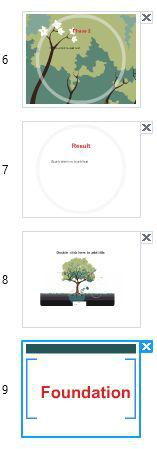 6
Phase 2
7
Result
8
Double click here to add title
9
Foundation